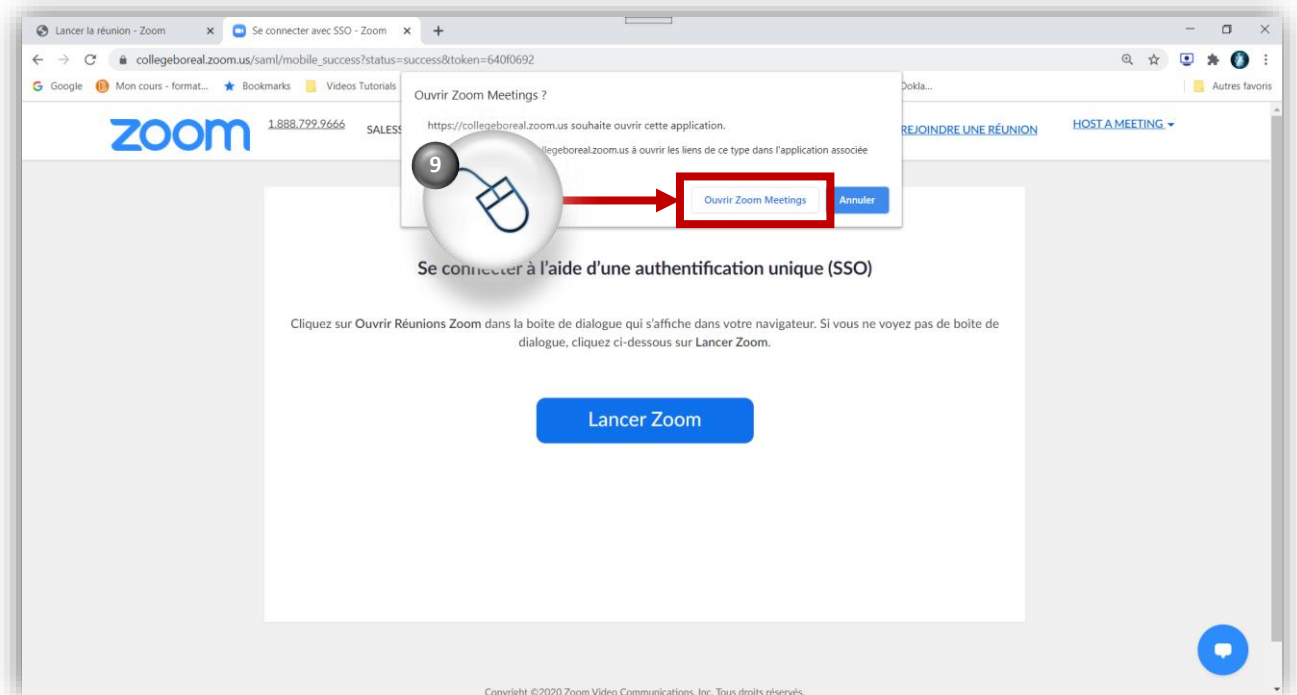 Lancer la réunion - Zoom
Se connecter avec SSO - Zoom
collegeboreal.zoom.us/saml/mobile_success?status=success&token=640f0692
Google
Mon cours - format...
Bookmarks
Videos Tutorials
Dokla...
Autres favoris
Ouvrir Zoom Meetings ?
https://collegeboreal.zoom.us souhaite ouvrir cette application.
llegeboreal.zoom.us à ouvrir les liens de ce type dans l'application associée
Ouvrir Zoom Meetings
Annuler
9
zoom
1.888.799.9666
SALES
REJOINDRE UNE RÉUNION
HOST A MEETING
Se connecter à l'aide d'une authentification unique (SSO)
Cliquez sur Ouvrir Réunions Zoom dans la boîte de dialogue qui s'affiche dans votre navigateur. Si vous ne voyez pas de boîte de
dialogue, cliquez ci-dessous sur Lancer Zoom.
Lancer Zoom
Copyright ©2020 Zoom Video Communications, Inc. Tous droits réservés.